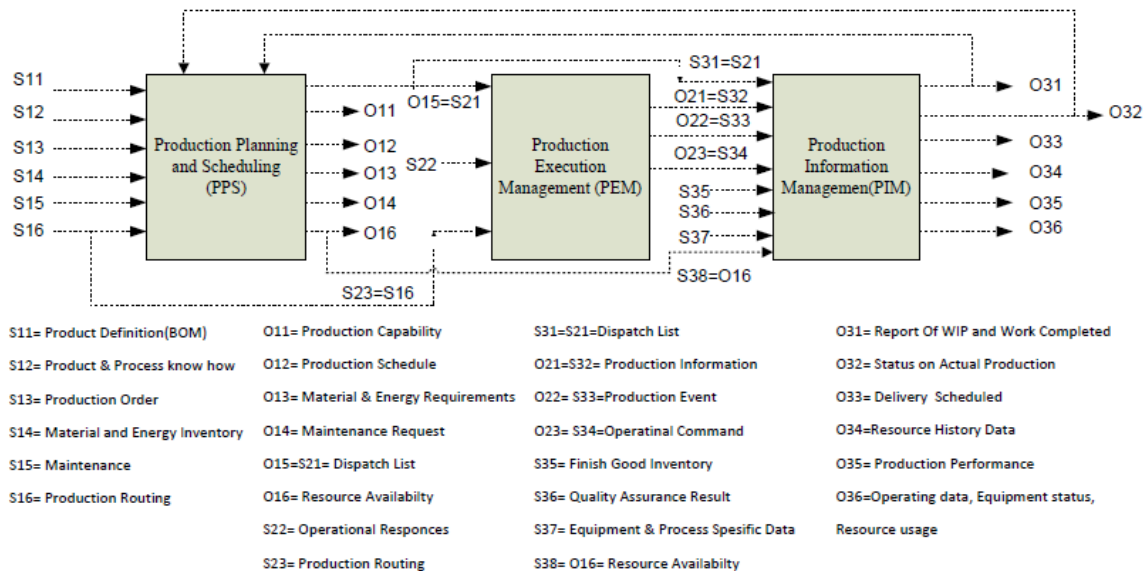 S11
S12
S13
S14
S15
S16
Production Planning
and Scheduling
(PPS)
O11
O12
O13
O14
O16
O15=S21
S22
S23=S16
Production
Execution
Management (PEM)
S31=S21
O21=S32
O22=S33
O23=S34
S35
S36
S37
S38=O16
Production
Information
Managemen(PIM)
O31
O32
O33
O34
O35
O36
S11= Product Definition(BOM)
S12= Product & Process know how
S13= Production Order
S14= Material and Energy Inventory
S15= Maintenance
S16= Production Routing
O11= Production Capability
O12= Production Schedule
O13= Material & Energy Requirements
O14= Maintenance Request
O15=S21= Dispatch List
O16= Resource Availabilty
S22= Operational Responces
S23= Production Routing
S31=S21=Dispatch List
O21=S32= Production Information
O22= S33=Production Event
O23= S34=Operatinal Command
S35= Finish Good Inventory
S36= Quality Assurance Result
S37= Equipment & Process Spesific Data
S38= O16= Resource Availabilty
O31= Report Of WIP and Work Completed
O32= Status on Actual Production
O33= Delivery Scheduled
O34=Resource History Data
O35= Production Performance
O36=Operating data, Equipment status,
Resource usage